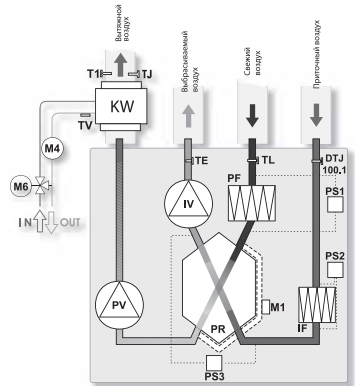 Вытяжной
воздух
Выбрасываемый
воздух
Свежий
воздух
Приточный воздух
T1
TJ
KW
TV
M4
M6
IN
OUT
TE
TL
DTJ
100.1
PF
IV
PS1
PS2
PV
PR
M1
IF
PS3